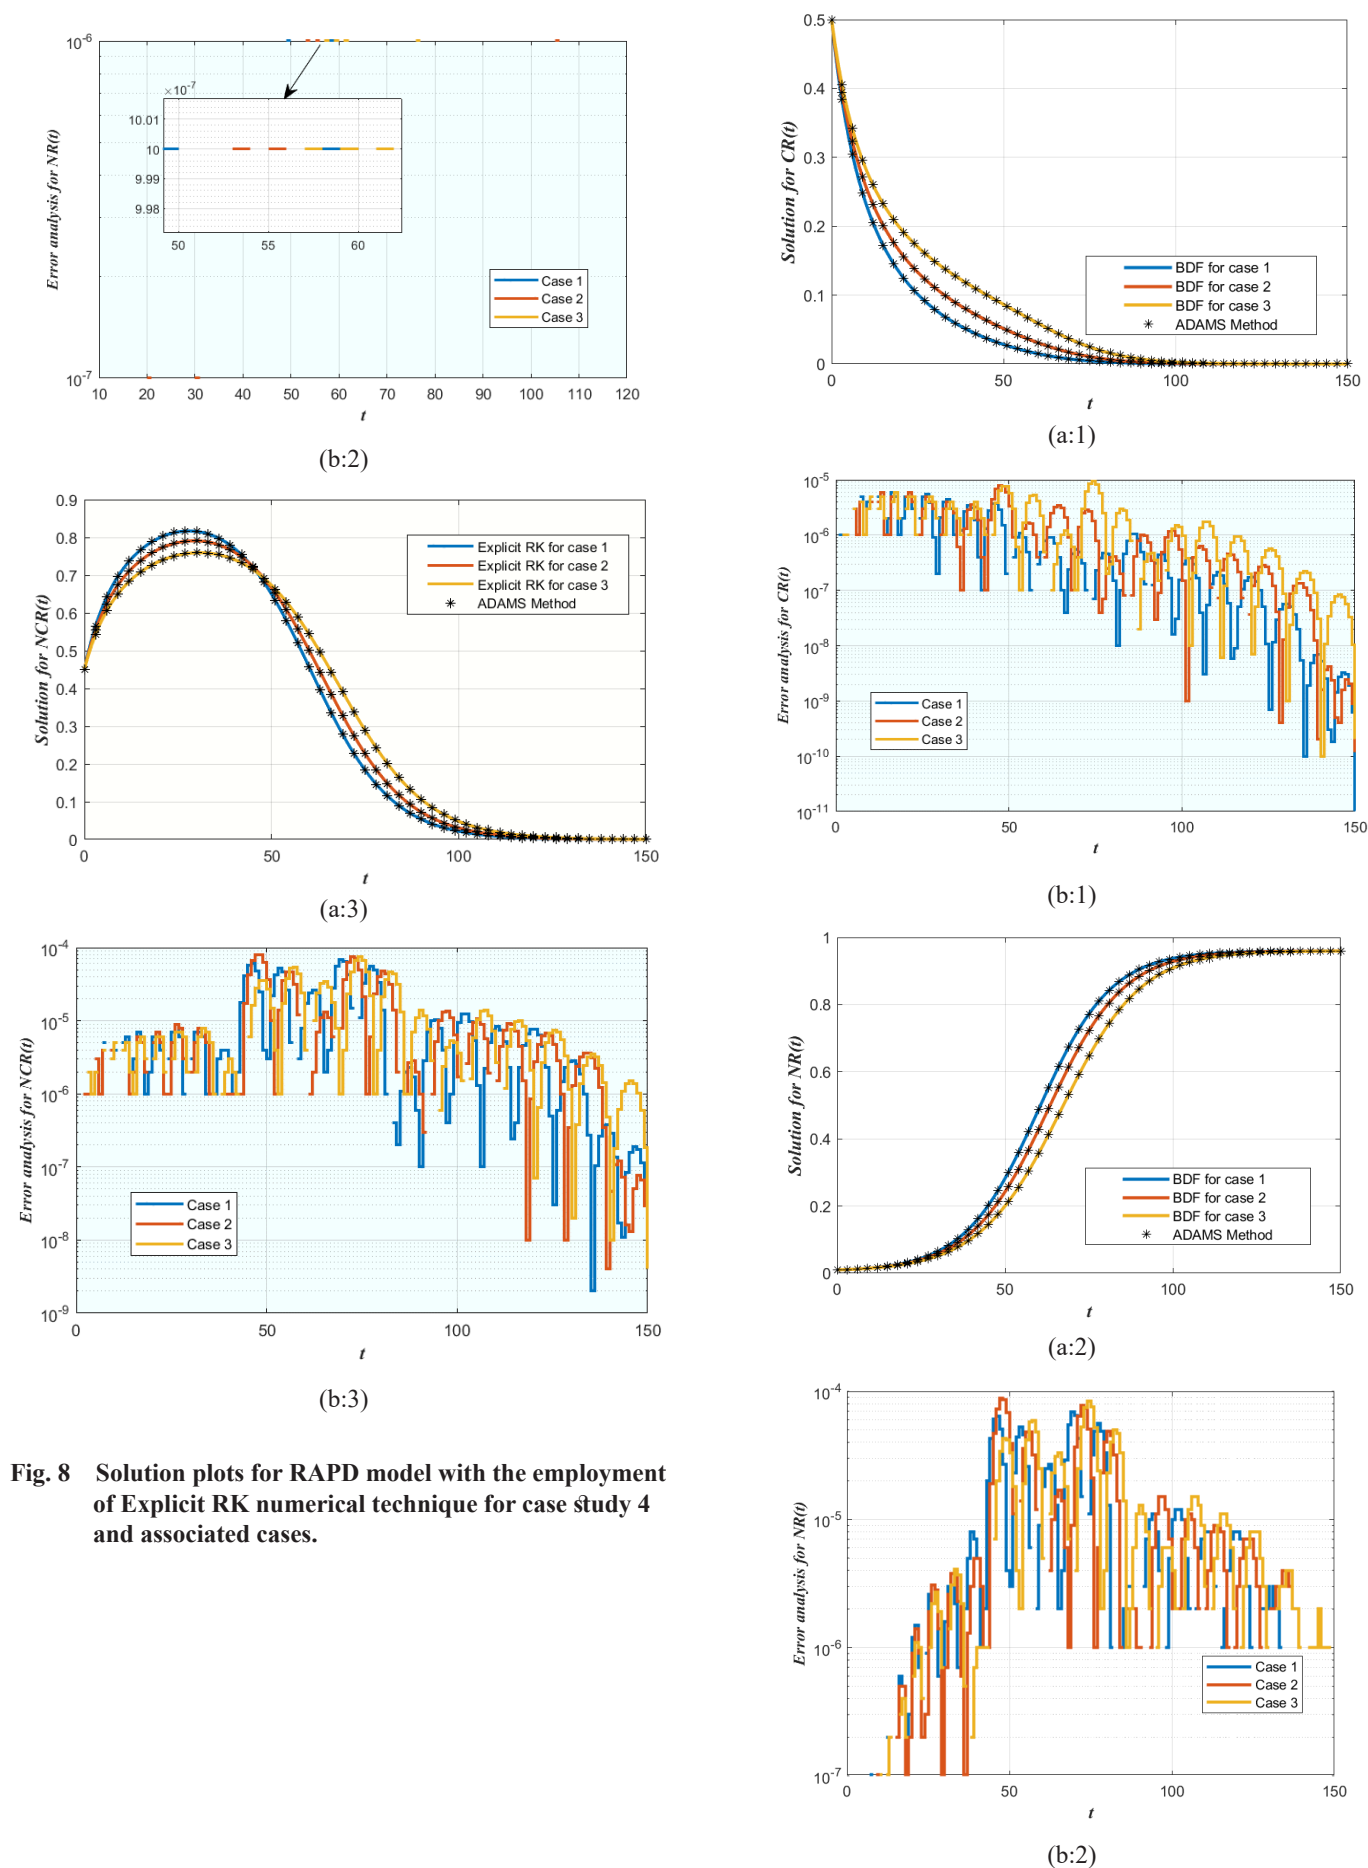 10^-6
×10^-7
10.01
10
9.99
9.98
50 55 60
Error analysis for NR(t)
Case 1
Case 2
Case 3
10^-7
10 20 30 40 50 60 70 80 90 100 110 120
t
(b:2)
0.9
0.8
0.7
0.6
0.5
0.4
0.3
0.2
0.1
0
Solution for NCR(t)
Explicit RK for case 1
Explicit RK for case 2
Explicit RK for case 3
ADAMS Method
0 50 100 150
t
(a:3)
10^-4
10^-5
10^-6
10^-7
10^-8
10^-9
Error analysis for NCR(t)
Case 1
Case 2
Case 3
0 50 100 150
t
(b:3)
Fig. 8 Solution plots for RAPD model with the employment
of Explicit RK numerical technique for case study 4
and associated cases.
0.5
0.4
0.3
0.2
0.1
0
Solution for CR(t)
BDF for case 1
BDF for case 2
BDF for case 3
ADAMS Method
0 50 100 150
t
(a:1)
10^-5
10^-6
10^-7
10^-8
10^-9
10^-10
10^-11
Error analysis for CR(t)
Case 1
Case 2
Case 3
0 50 100 150
t
(b:1)
1
0.8
0.6
0.4
0.2
0
Solution for NR(t)
BDF for case 1
BDF for case 2
BDF for case 3
ADAMS Method
0 50 100 150
t
(a:2)
10^-4
10^-5
10^-6
10^-7
Error analysis for NR(t)
Case 1
Case 2
Case 3
0 50 100 150
t
(b:2)